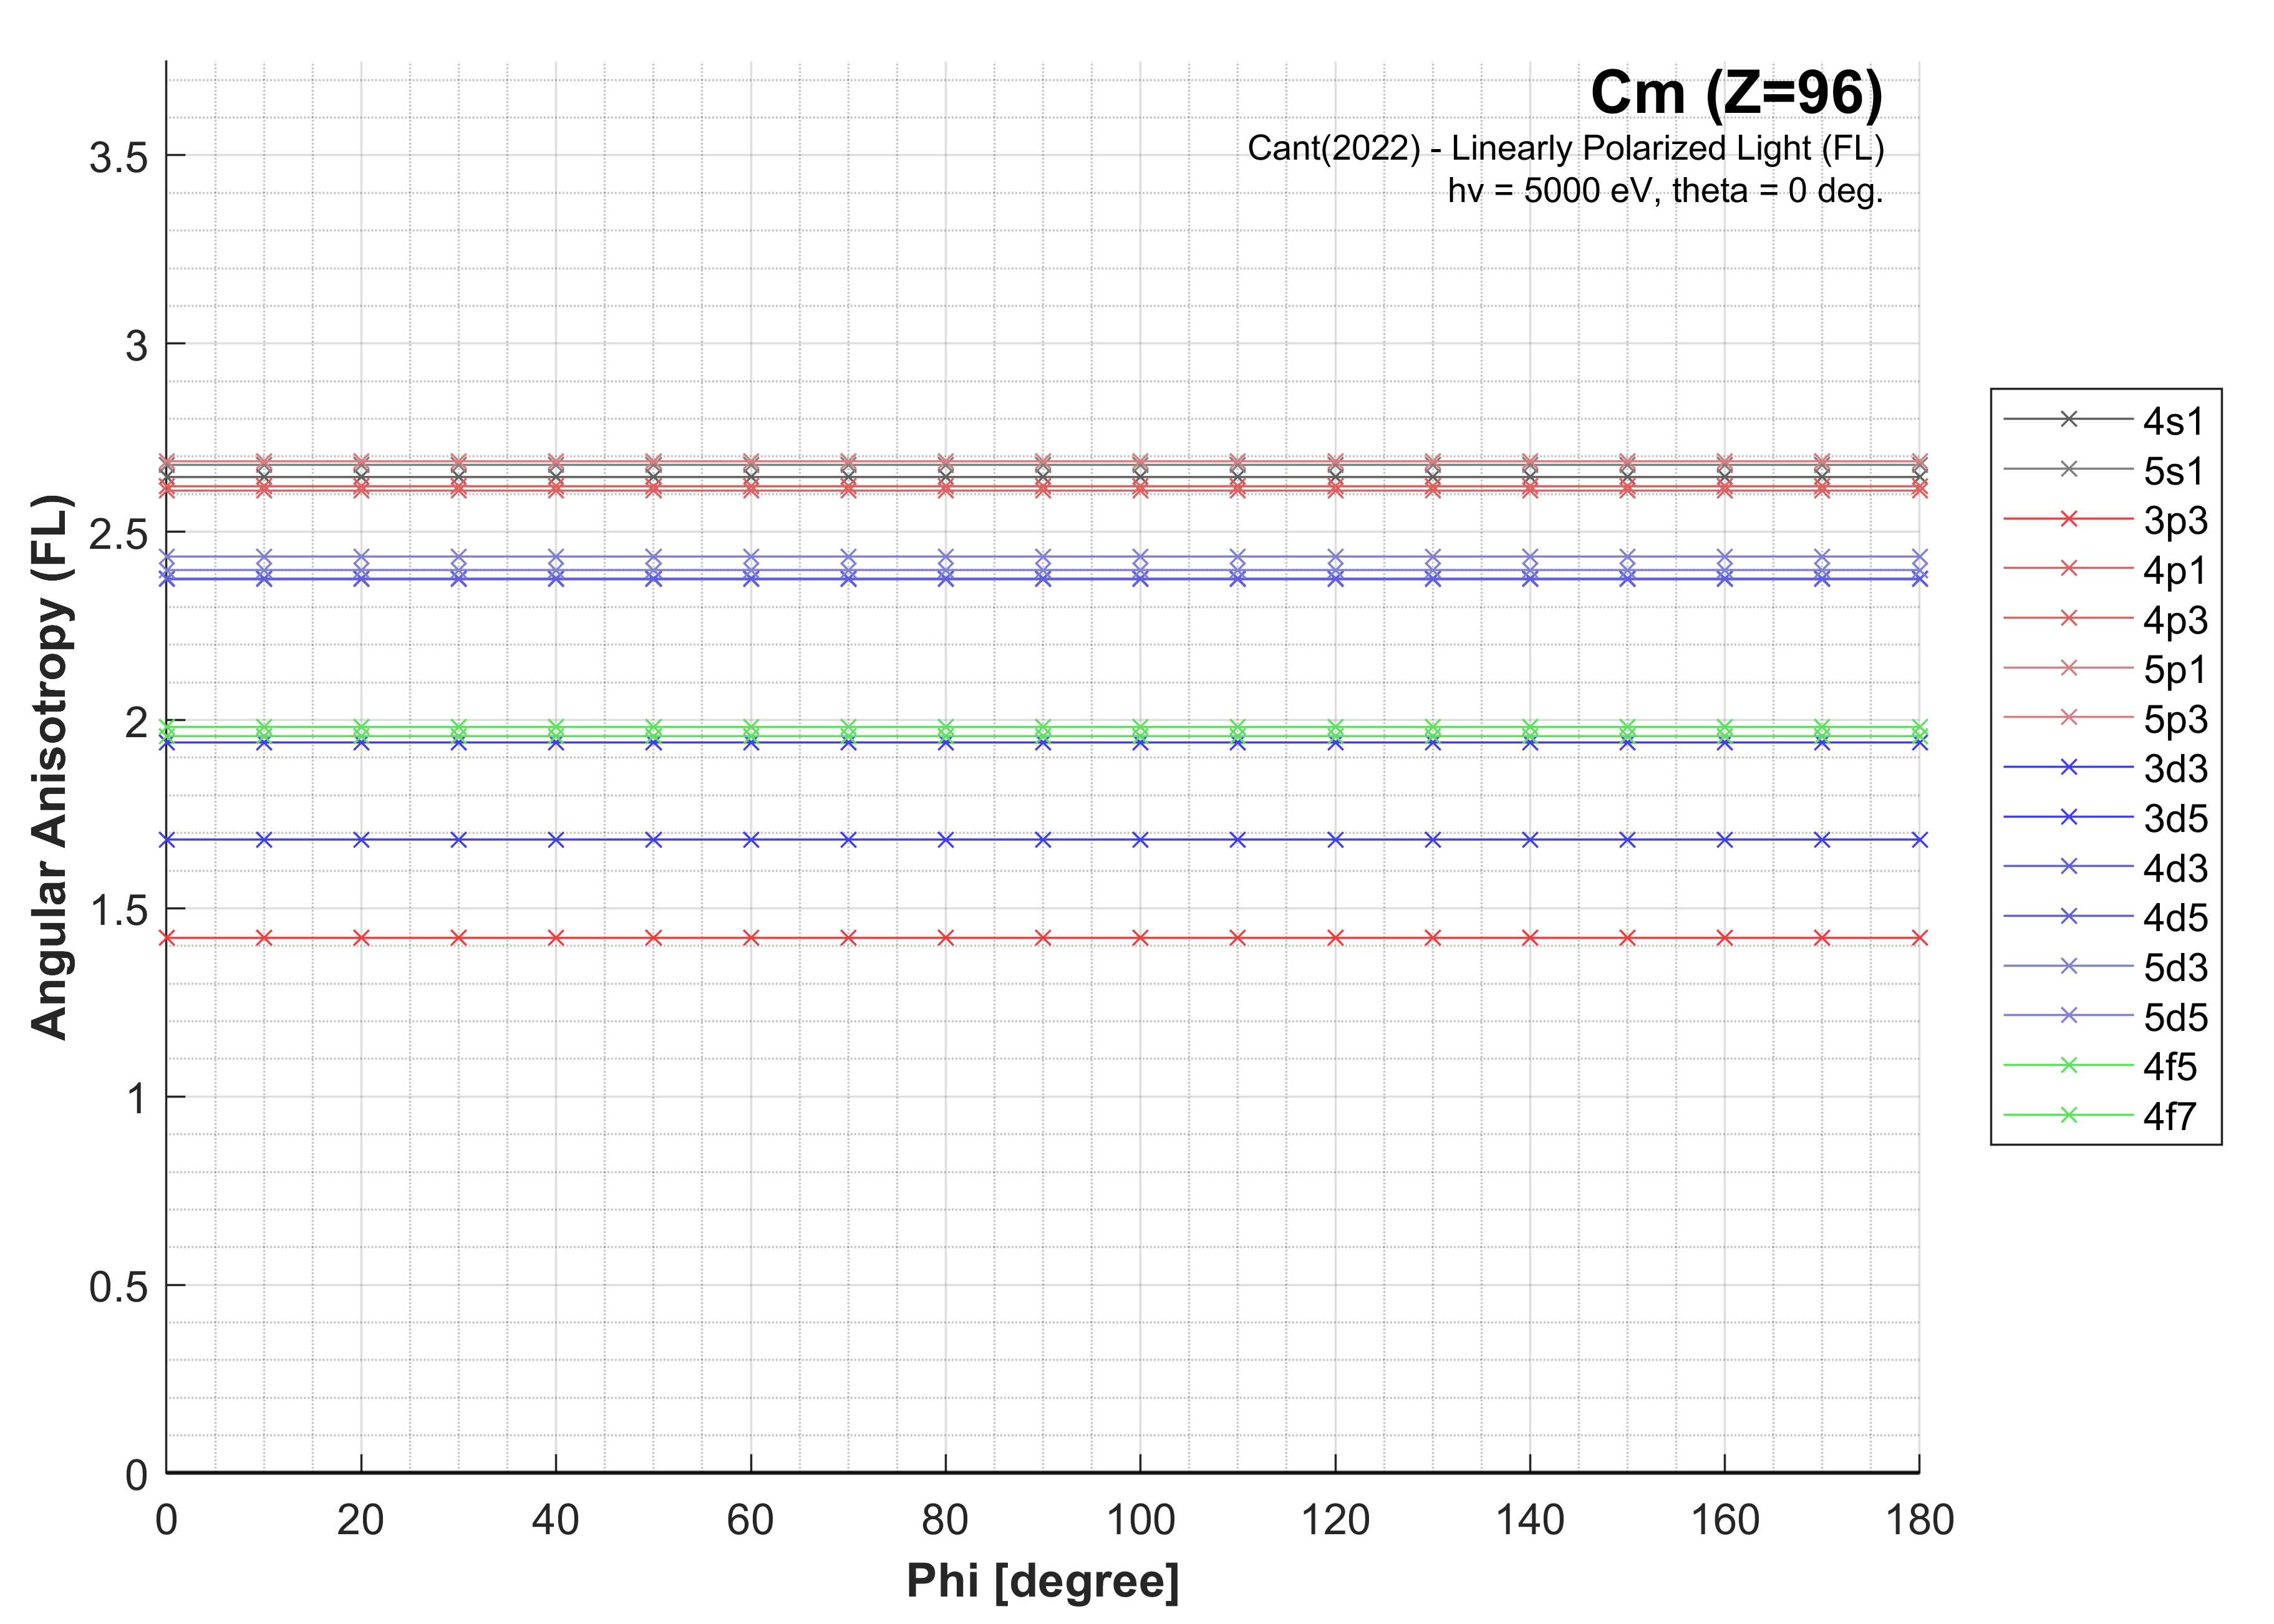 Cm (Z=96)
Cant(2022) - Linearly Polarized Light (FL)
hv = 5000 eV, theta = 0 deg.
Angular Anisotropy (FL)
3.5
3
2.5
2
1.5
1
0.5
0
0 20 40 60 80 100 120 140 160 180
Phi [degree]
4s1
5s1
3p3
4p1
4p3
5p1
5p3
3d3
3d5
4d3
4d5
5d3
5d5
4f5
4f7